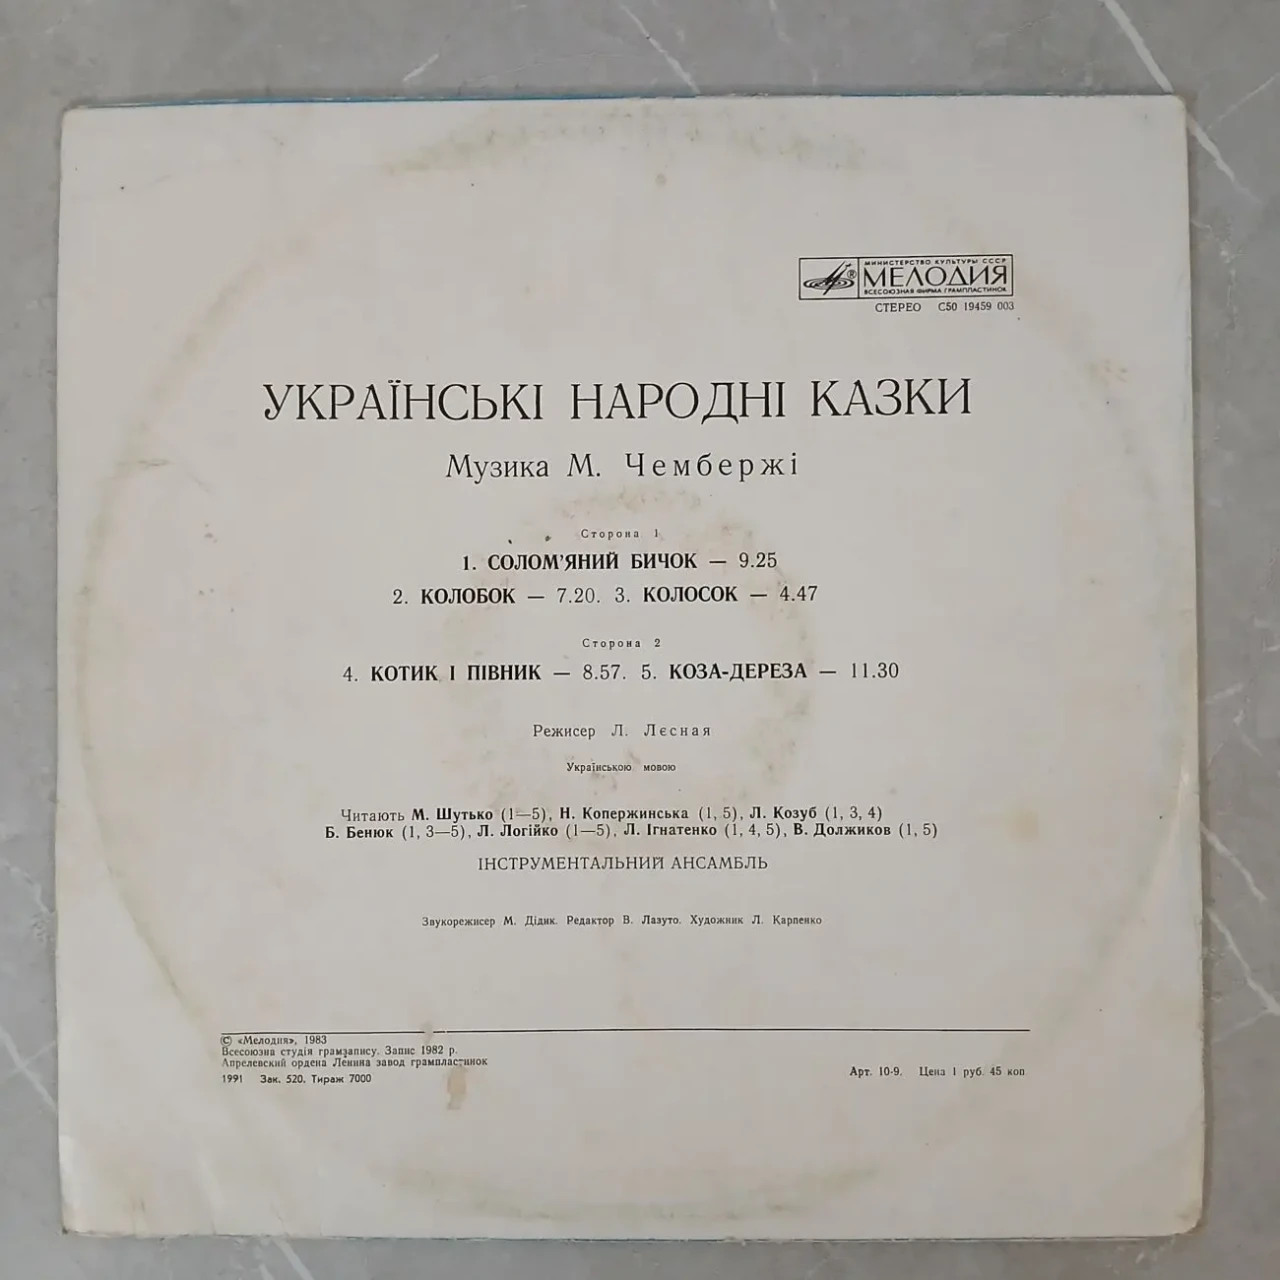 МИНИСТЕРСТВО КУЛЬТУРЫ СССР
® МЕЛОДИЯ
ВСЕСОЮЗНАЯ ФИРМА ГРАМПЛАСТИНОК
СТЕРЕО С50 19459 003
УКРАЇНСЬКІ НАРОДНІ КАЗКИ
Музика М. Чембержі
Сторона 1
1. СОЛОМ'ЯНИЙ БИЧОК — 9.25
2. КОЛОБОК — 7.20. 3. КОЛОСОК — 4.47
Сторона 2
4. КОТИК І ПІВНИК — 8.57. 5. КОЗА-ДЕРЕЗА — 11.30
Режисер Л. Лєсная
Українською мовою
Читають М. Шутько (1—5), Н. Копержинська (1, 5), Л. Козуб (1, 3, 4)
Б. Бенюк (1, 3—5), Л. Логійко (1—5), Л. Ігнатенко (1, 4, 5), В. Должиков (1, 5)
ІНСТРУМЕНТАЛЬНИЙ АНСАМБЛЬ
Звукорежисер М. Дідик. Редактор В. Лазуто. Художник Л. Карпенко
© «Мелодия», 1983
Всесоюзна студія грамзапису. Запис 1982 р.
Апрелевский ордена Ленина завод грампластинок
1991 Зак. 520. Тираж 7000
Арт. 10-9. Цена 1 руб. 45 коп